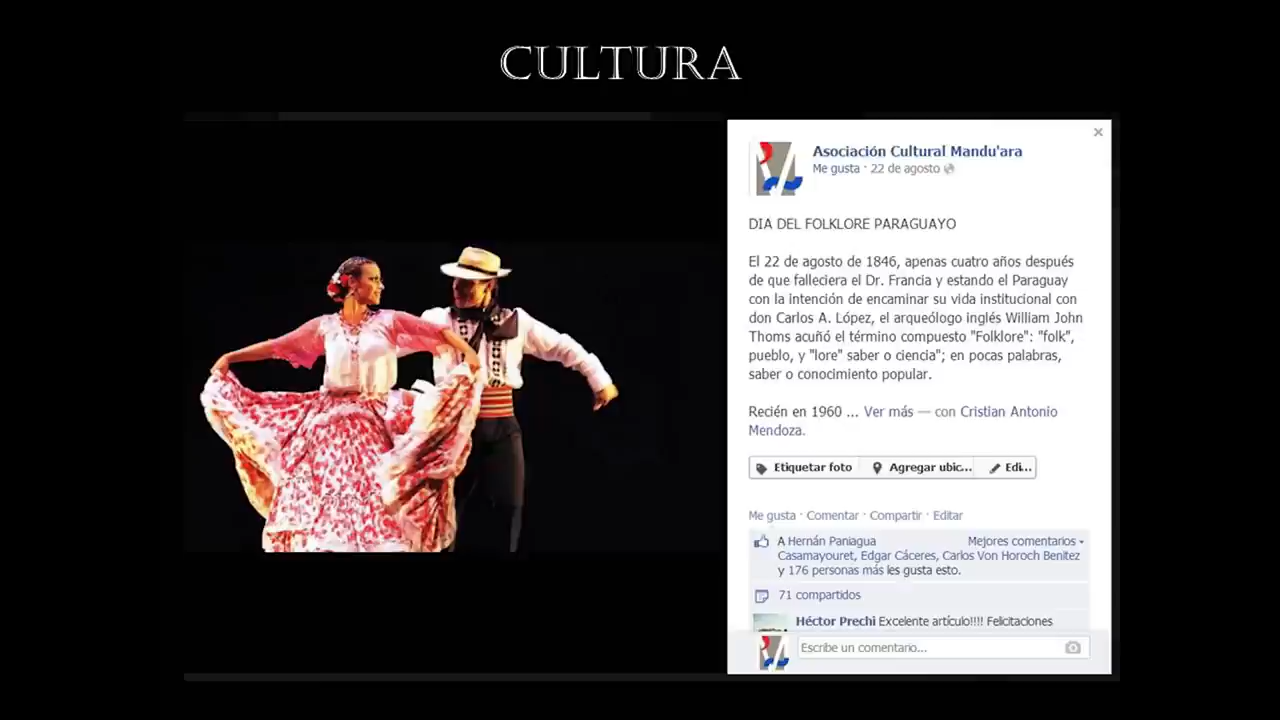 CULTURA
Asociación Cultural Mandu'ara
Me gusta · 22 de agosto
DIA DEL FOLKLORE PARAGUAYO
El 22 de agosto de 1846, apenas cuatro años después
de que falleciera el Dr. Francia y estando el Paraguay
con la intención de encaminar su vida institucional con
don Carlos A. López, el arqueólogo inglés William John
Thoms acuñó el término compuesto "Folklore": "folk",
pueblo, y "lore" saber o ciencia"; en pocas palabras,
saber o conocimiento popular.
Recién en 1960 ... Ver más — con Cristian Antonio
Mendoza.
Etiquetar foto Agregar ubic... Edi...
Me gusta · Comentar · Compartir · Editar
A Hernán Paniagua Mejores comentarios
Casamayouret, Edgar Cáceres, Carlos Von Horoch Benitez
y 176 personas más les gusta esto.
71 compartidos
Héctor Prechi Excelente artículo!!!! Felicitaciones
Escribe un comentario...